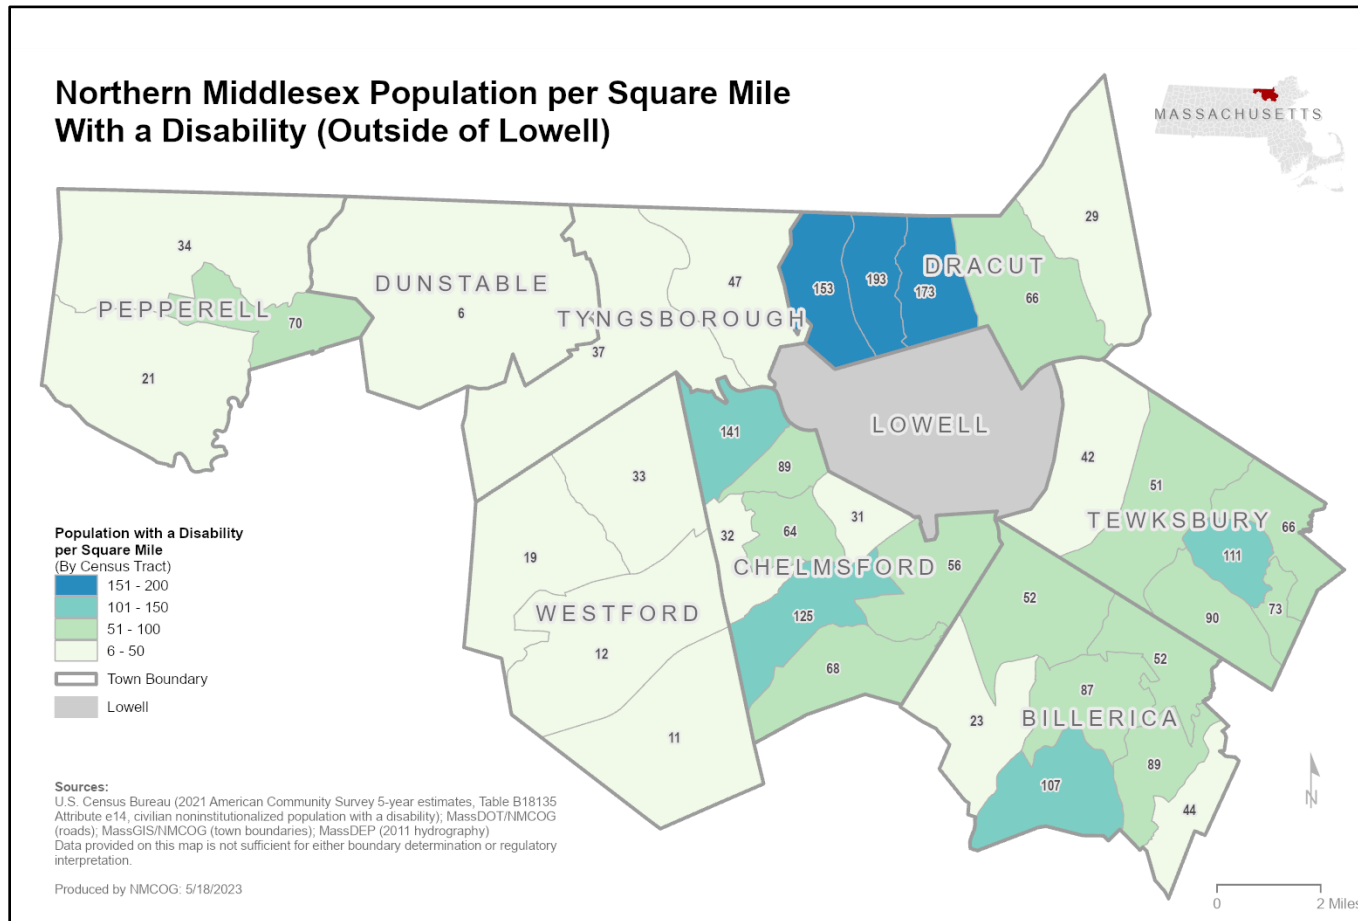 Northern Middlesex Population per Square Mile
With a Disability (Outside of Lowell)
MASSACHUSETTS
29
34
47
DRACUT
153
193
173
66
DUNSTABLE
6
PEPPERELL
70
TYNGSBOROUGH
37
21
LOWELL
141
89
42
33
51
32
64
31
TEWKSBURY
66
111
19
CHELMSFORD
56
52
73
90
WESTFORD
125
12
68
52
87
23
BILLERICA
11
89
107
44
Population with a Disability
per Square Mile
(By Census Tract)
151 - 200
101 - 150
51 - 100
6 - 50
Town Boundary
Lowell
Sources:
U.S. Census Bureau (2021 American Community Survey 5-year estimates, Table B18135
Attribute e14, civilian noninstitutionalized population with a disability); MassDOT/NMCOG
(roads); MassGIS/NMCOG (town boundaries); MassDEP (2011 hydrography)
Data provided on this map is not sufficient for either boundary determination or regulatory
interpretation.
Produced by NMCOG: 5/18/2023
N
0 2 Miles